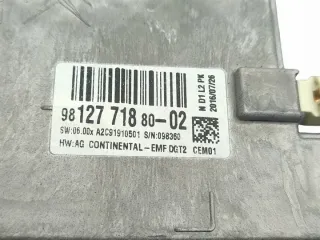 N D1 L2 PK
2016/07/26
98 127 718 80-02
SW:06.00x A2C91910501 S/N:098360
HW:AG CONTINENTAL-EMF DGT2 CEM01